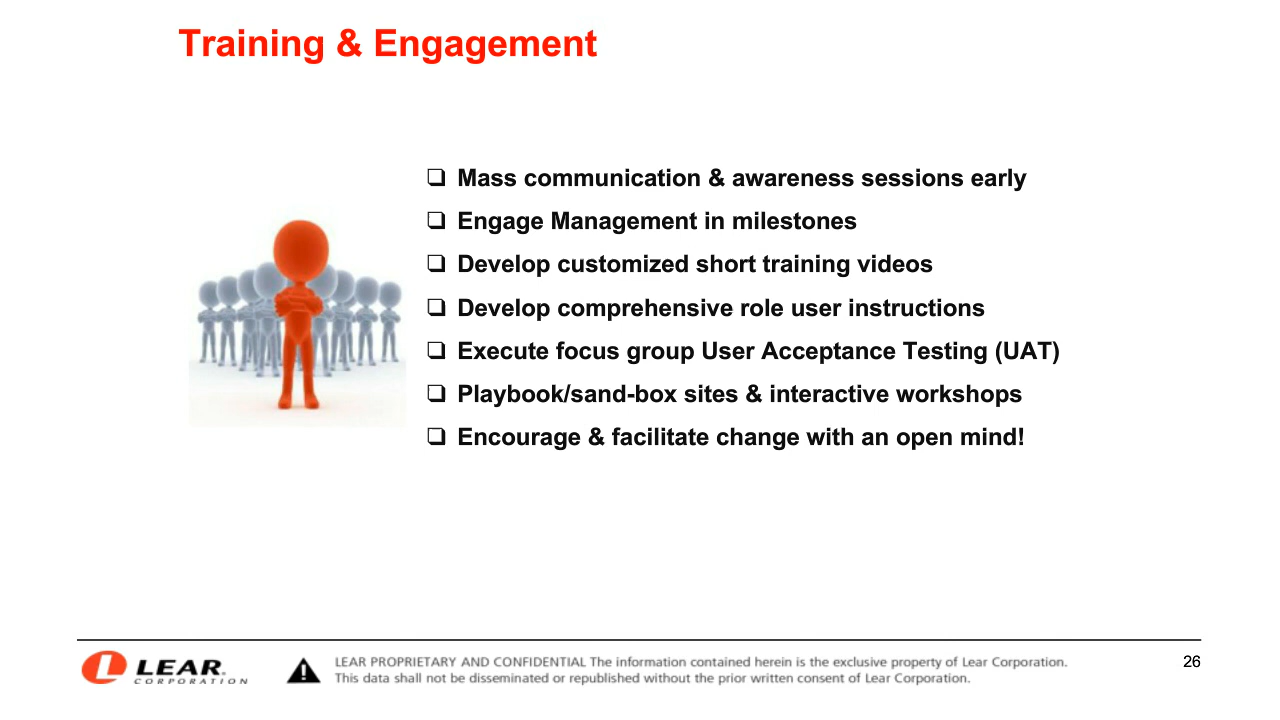 Training & Engagement
❑ Mass communication & awareness sessions early
❑ Engage Management in milestones
❑ Develop customized short training videos
❑ Develop comprehensive role user instructions
❑ Execute focus group User Acceptance Testing (UAT)
❑ Playbook/sand-box sites & interactive workshops
❑ Encourage & facilitate change with an open mind!
LEAR.
CORPORATION
LEAR PROPRIETARY AND CONFIDENTIAL The information contained herein is the exclusive property of Lear Corporation.
This data shall not be disseminated or republished without the prior written consent of Lear Corporation.
26